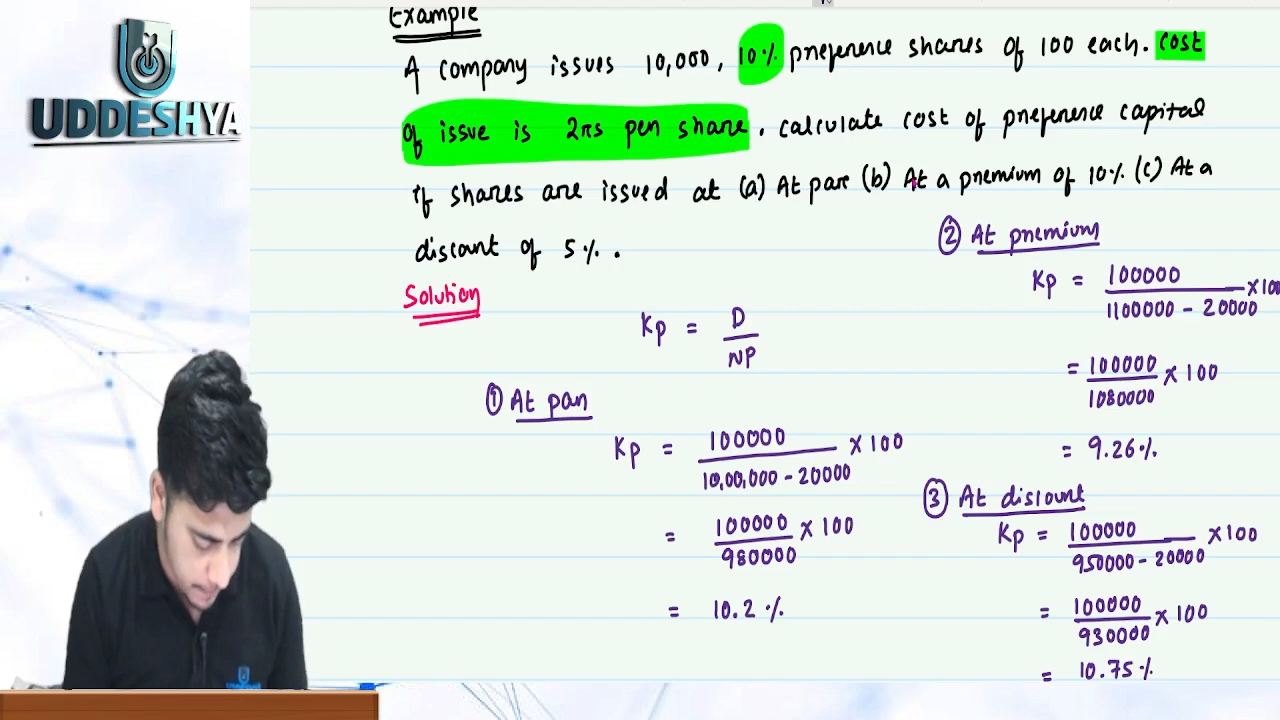 UDDESHYA
Example
A company issues 10,000, 10% preference shares of 100 each. Cost
of issue is 2rs per share. Calculate cost of preference capital
if shares are issued at (a) At par (b) At a premium of 10% (c) At a
discount of 5%.
Solution
Kp = D
NP
① At par
Kp = 100000 × 100
10,00,000 - 20000
= 100000 × 100
980000
= 10.2 %
② At premium
Kp = 100000 × 100
1100000 - 20000
= 100000 × 100
1080000
= 9.26%
③ At discount
Kp = 100000 × 100
950000 - 20000
= 100000 × 100
930000
= 10.75%